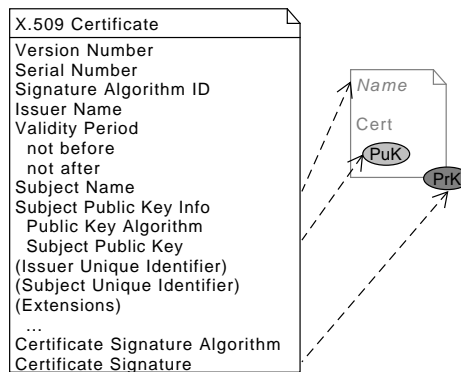 X.509 Certificate
Version Number
Serial Number
Signature Algorithm ID
Issuer Name
Validity Period
not before
not after
Subject Name
Subject Public Key Info
Public Key Algorithm
Subject Public Key
(Issuer Unique Identifier)
(Subject Unique Identifier)
(Extensions)
...
Certificate Signature Algorithm
Certificate Signature
Name
Cert
PuK
PrK